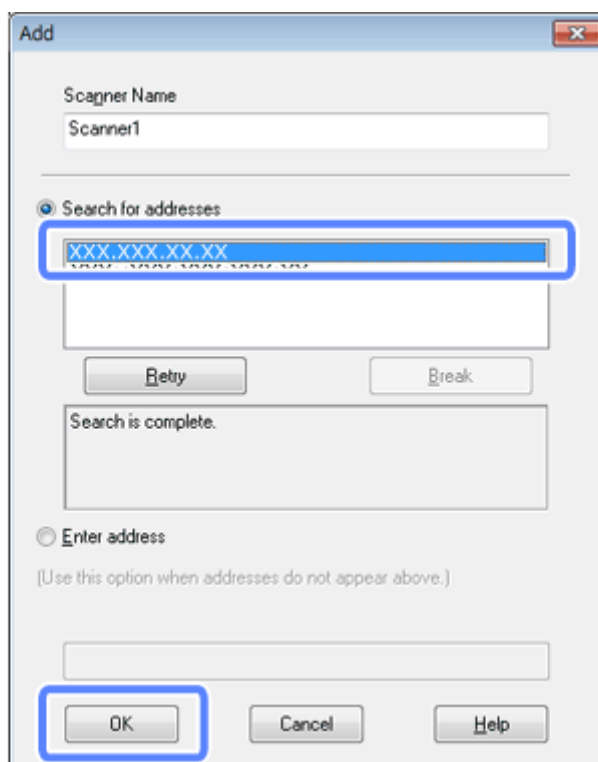 Add
Scanner Name
Scanner1
Search for addresses
XXX.XXX.XX.XX
Retry Break
Search is complete.
Enter address
(Use this option when addresses do not appear above.)
OK Cancel Help